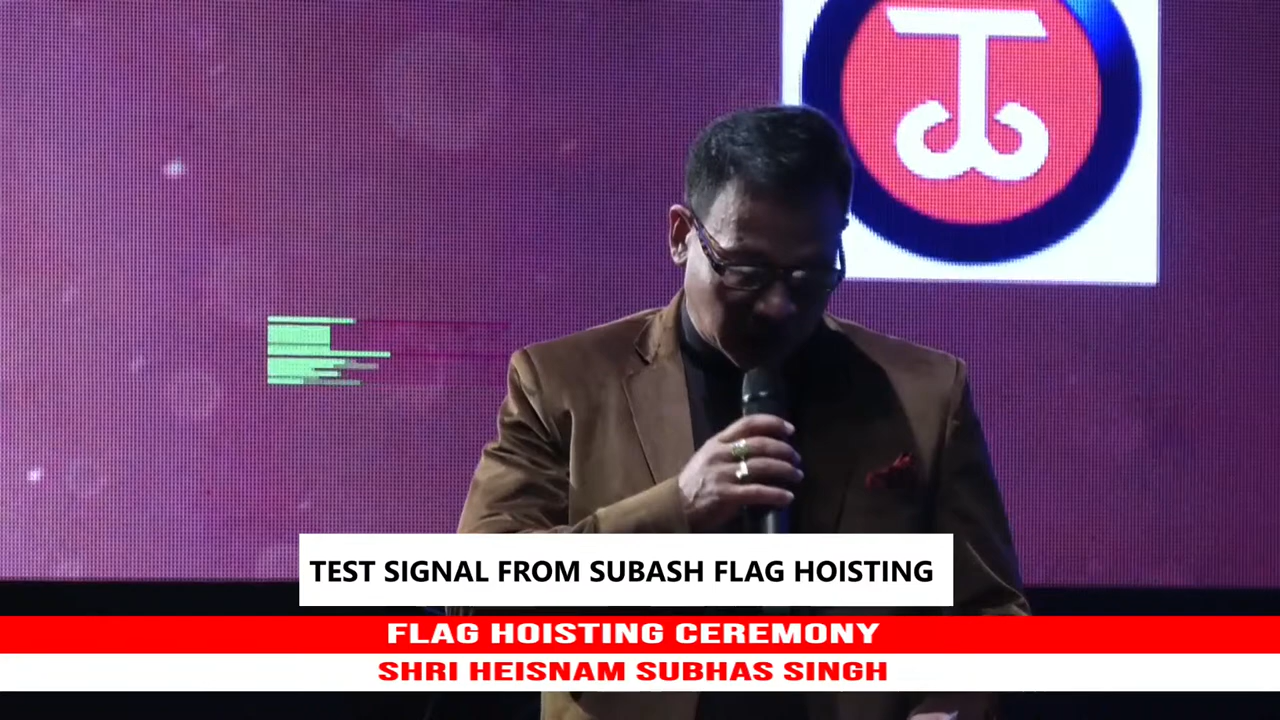 TEST SIGNAL FROM SUBASH FLAG HOISTING
FLAG HOISTING CEREMONY
SHRI HEISNAM SUBHAS SINGH